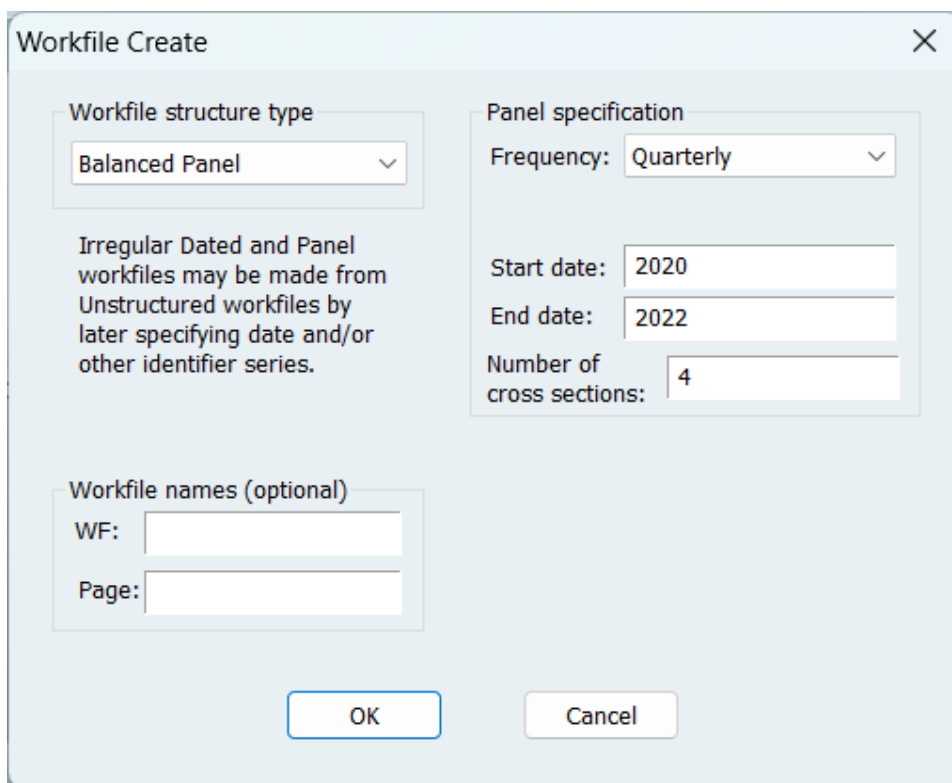 Workfile Create
Workfile structure type
Balanced Panel
Irregular Dated and Panel
workfiles may be made from
Unstructured workfiles by
later specifying date and/or
other identifier series.
Panel specification
Frequency: Quarterly
Start date: 2020
End date: 2022
Number of
cross sections: 4
Workfile names (optional)
WF:
Page:
OK
Cancel